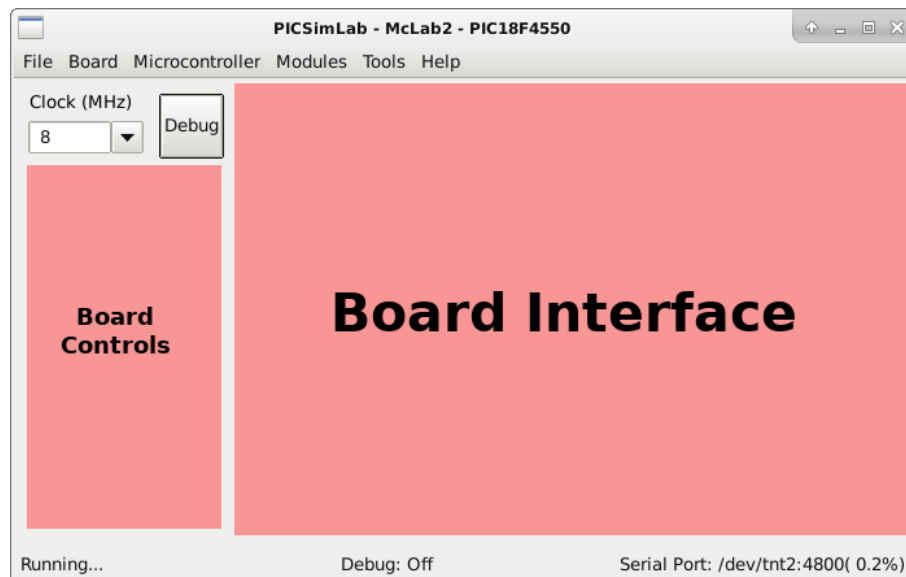 PICSimLab - McLab2 - PIC18F4550
File Board Microcontroller Modules Tools Help
Clock (MHz)
8
Debug
Board
Controls
Board Interface
Running...
Debug: Off
Serial Port: /dev/tnt2:4800( 0.2%)